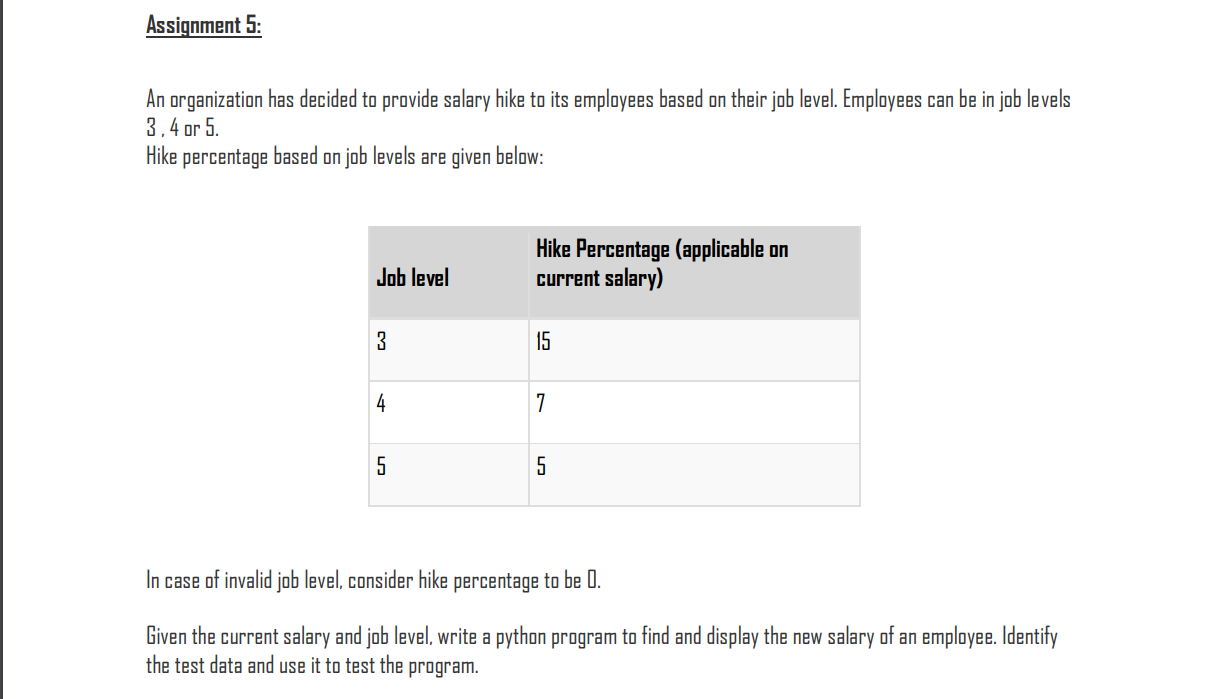 Assignment 5:
An organization has decided to provide salary hike to its employees based on their job level. Employees can be in job levels
3 , 4 or 5.
Hike percentage based on job levels are given below:
Job level
Hike Percentage (applicable on
current salary)
3
15
4
7
5
5
In case of invalid job level, consider hike percentage to be 0.
Given the current salary and job level, write a python program to find and display the new salary of an employee. Identify
the test data and use it to test the program.